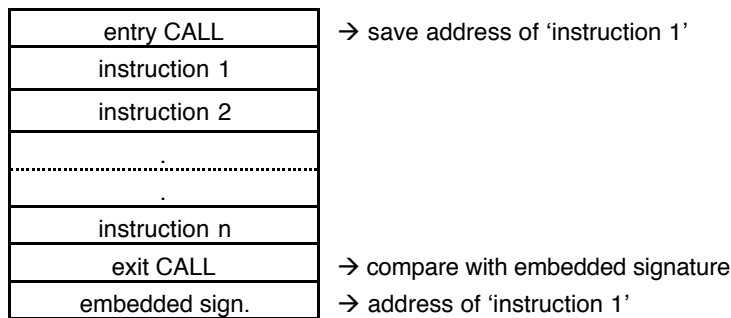 entry CALL → save address of ‘instruction 1’
instruction 1
instruction 2
.
.
instruction n
exit CALL → compare with embedded signature
embedded sign. → address of ‘instruction 1’